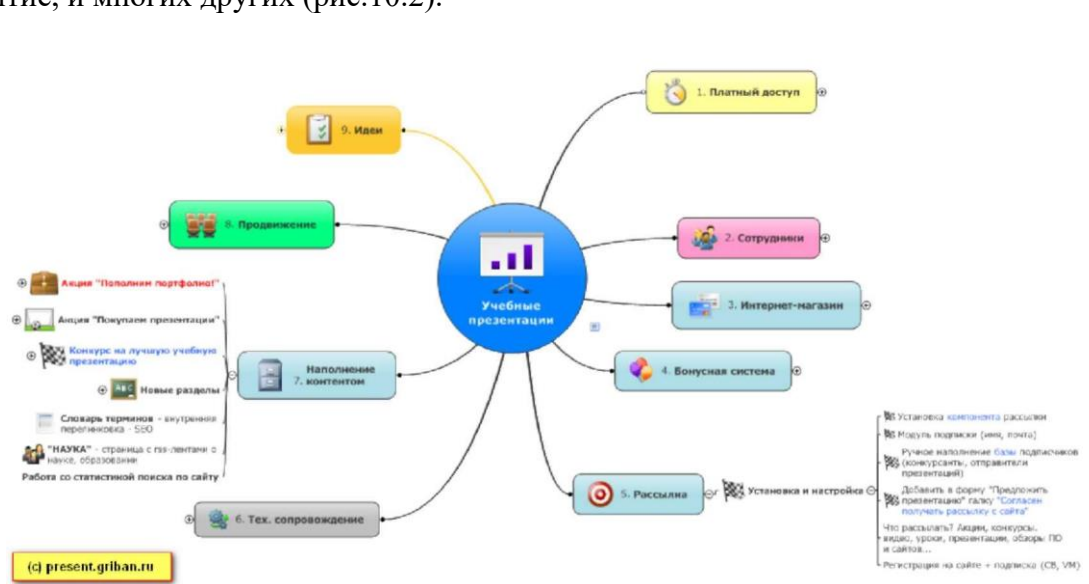 тие, и многих других (рис.10.2).
1. Платный доступ
9. Идеи
8. Продвижение
2. Сотрудники
3. Интернет-магазин
Учебные
презентации
4. Бонусная система
Наполнение
7. контентом
Акция "Пополним портфолио!"
Акция "Покупаем презентации"
Конкурс на лучшую учебную
презентацию
ABC
Новые разделы
Словарь терминов - внутренняя
перелинковка - SEO
"НАУКА" - страница с rss-лентами о
науке, образовании
Работа со статистикой поиска по сайту
5. Рассылка
Установка и настройка
Установка компонента рассылки
Модуль подписки (имя, почта)
Ручное наполнение базы подписчиков
(конкурсанты, отправители
презентаций)
Добавить в форму "Предложить
презентацию" галку "Согласен
получать рассылку с сайта"
Что рассылать? Акции, конкурсы,
видео, уроки, презентации, обзоры ПО
и сайтов...
Регистрация на сайте + подписка (CB, VM)
6. Тех. сопровождение
(c) present.griban.ru